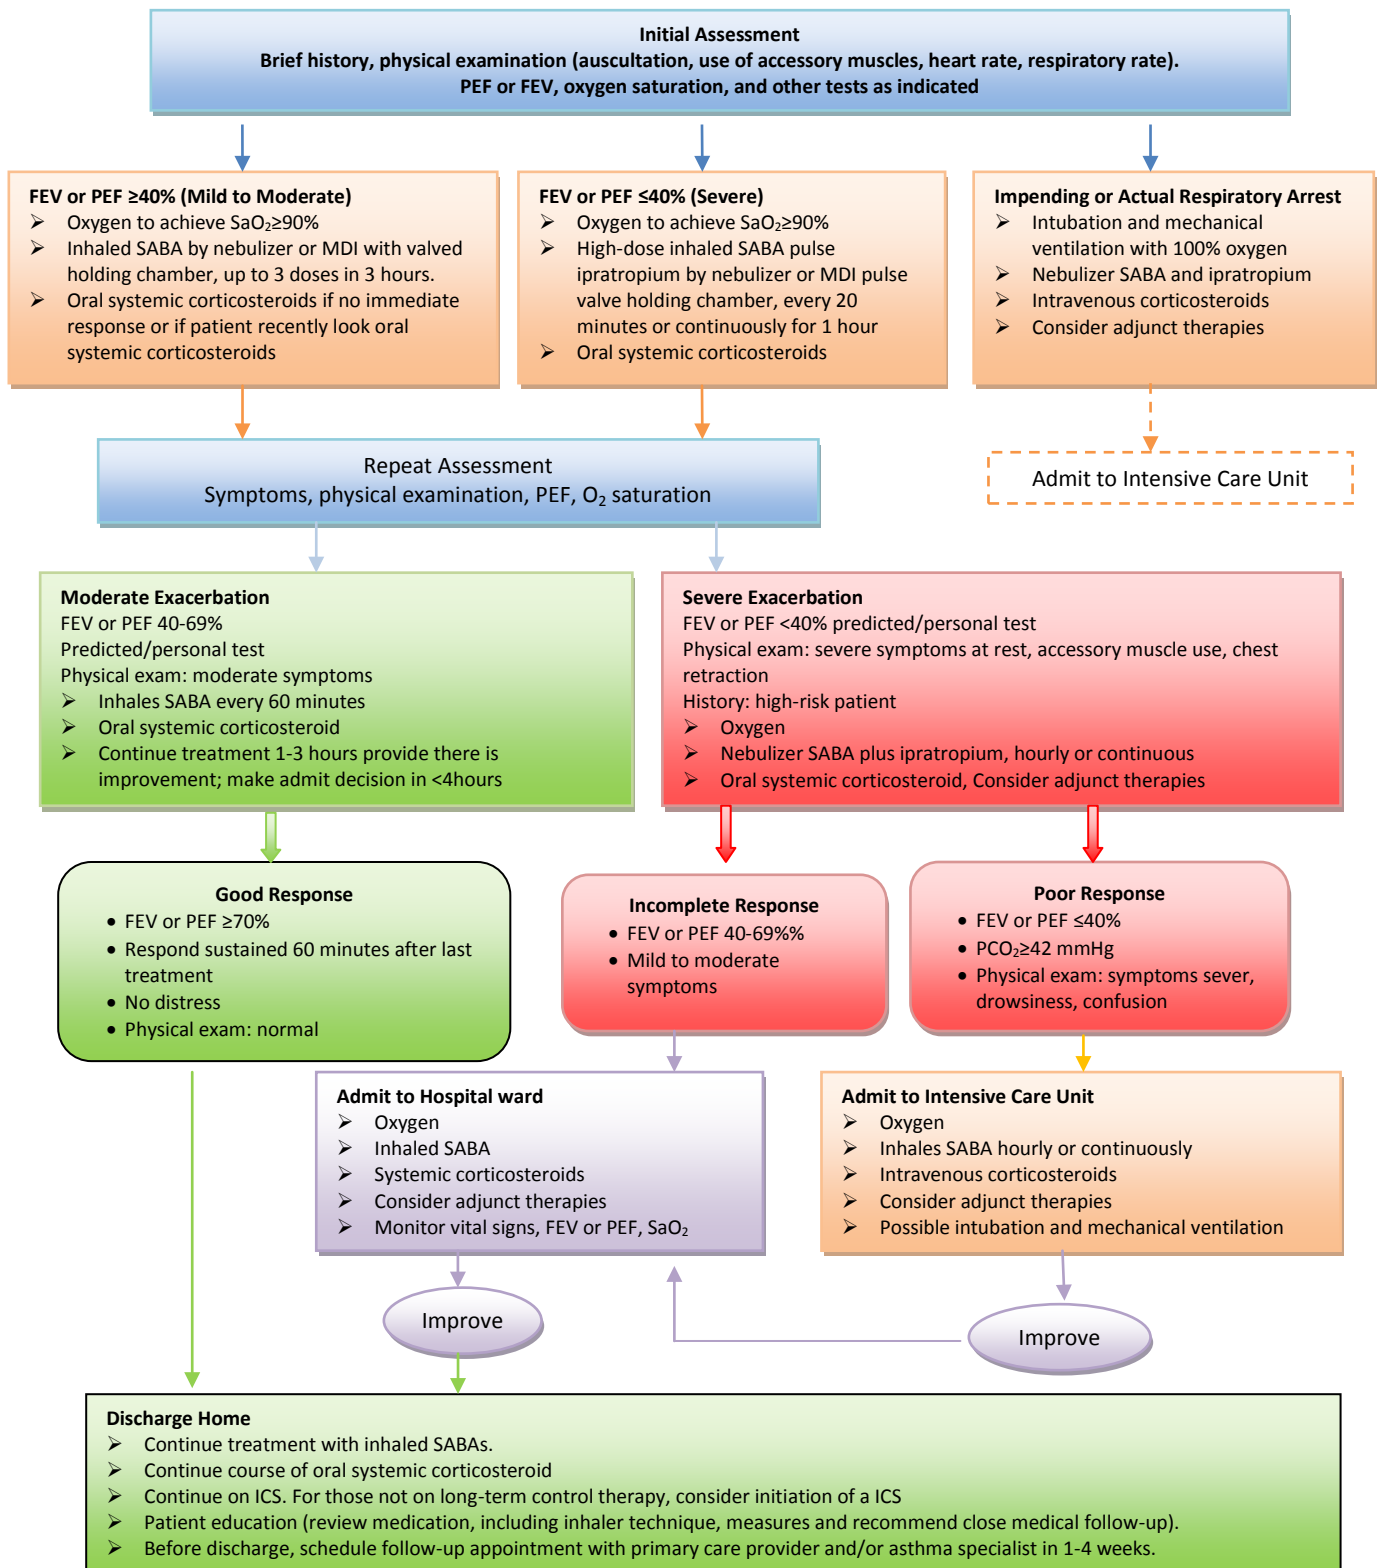 Initial Assessment
Brief history, physical examination (auscultation, use of accessory muscles, heart rate, respiratory rate).
PEF or FEV, oxygen saturation, and other tests as indicated
FEV or PEF ≥40% (Mild to Moderate)
➢ Oxygen to achieve SaO₂≥90%
➢ Inhaled SABA by nebulizer or MDI with valved
holding chamber, up to 3 doses in 3 hours.
➢ Oral systemic corticosteroids if no immediate
response or if patient recently look oral
systemic corticosteroids
FEV or PEF ≤40% (Severe)
➢ Oxygen to achieve SaO₂≥90%
➢ High-dose inhaled SABA pulse
ipratropium by nebulizer or MDI pulse
valve holding chamber, every 20
minutes or continuously for 1 hour
➢ Oral systemic corticosteroids
Impending or Actual Respiratory Arrest
➢ Intubation and mechanical
ventilation with 100% oxygen
➢ Nebulizer SABA and ipratropium
➢ Intravenous corticosteroids
➢ Consider adjunct therapies
Repeat Assessment
Symptoms, physical examination, PEF, O₂ saturation
Admit to Intensive Care Unit
Moderate Exacerbation
FEV or PEF 40-69%
Predicted/personal test
Physical exam: moderate symptoms
➢ Inhales SABA every 60 minutes
➢ Oral systemic corticosteroid
➢ Continue treatment 1-3 hours provide there is
improvement; make admit decision in <4hours
Severe Exacerbation
FEV or PEF <40% predicted/personal test
Physical exam: severe symptoms at rest, accessory muscle use, chest
retraction
History: high-risk patient
➢ Oxygen
➢ Nebulizer SABA plus ipratropium, hourly or continuous
➢ Oral systemic corticosteroid, Consider adjunct therapies
Good Response
• FEV or PEF ≥70%
• Respond sustained 60 minutes after last
treatment
• No distress
• Physical exam: normal
Incomplete Response
• FEV or PEF 40-69%%
• Mild to moderate
symptoms
Poor Response
• FEV or PEF ≤40%
• PCO₂≥42 mmHg
• Physical exam: symptoms sever,
drowsiness, confusion
Admit to Hospital ward
➢ Oxygen
➢ Inhaled SABA
➢ Systemic corticosteroids
➢ Consider adjunct therapies
➢ Monitor vital signs, FEV or PEF, SaO₂
Admit to Intensive Care Unit
➢ Oxygen
➢ Inhales SABA hourly or continuously
➢ Intravenous corticosteroids
➢ Consider adjunct therapies
➢ Possible intubation and mechanical ventilation
Improve
Improve
Discharge Home
➢ Continue treatment with inhaled SABAs.
➢ Continue course of oral systemic corticosteroid
➢ Continue on ICS. For those not on long-term control therapy, consider initiation of a ICS
➢ Patient education (review medication, including inhaler technique, measures and recommend close medical follow-up).
➢ Before discharge, schedule follow-up appointment with primary care provider and/or asthma specialist in 1-4 weeks.